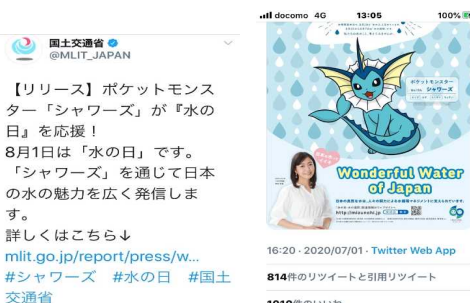 国土交通省
@MLIT_JAPAN
【リリース】ポケットモンス
ター「シャワーズ」が『水の
日』を応援！
8月1日は「水の日」です。
「シャワーズ」を通じて日本
の水の魅力を広く発信しま
す。
詳しくはこちら↓
mlit.go.jp/report/press/w...
#シャワーズ #水の日 #国土
交通省
docomo 4G 13:05 100%
ポケットモンスター
シャワーズ
Wonderful Water
of Japan
http://mizunohi.jp
16:20・2020/07/01・Twitter Web App
814件のリツイートと引用リツイート